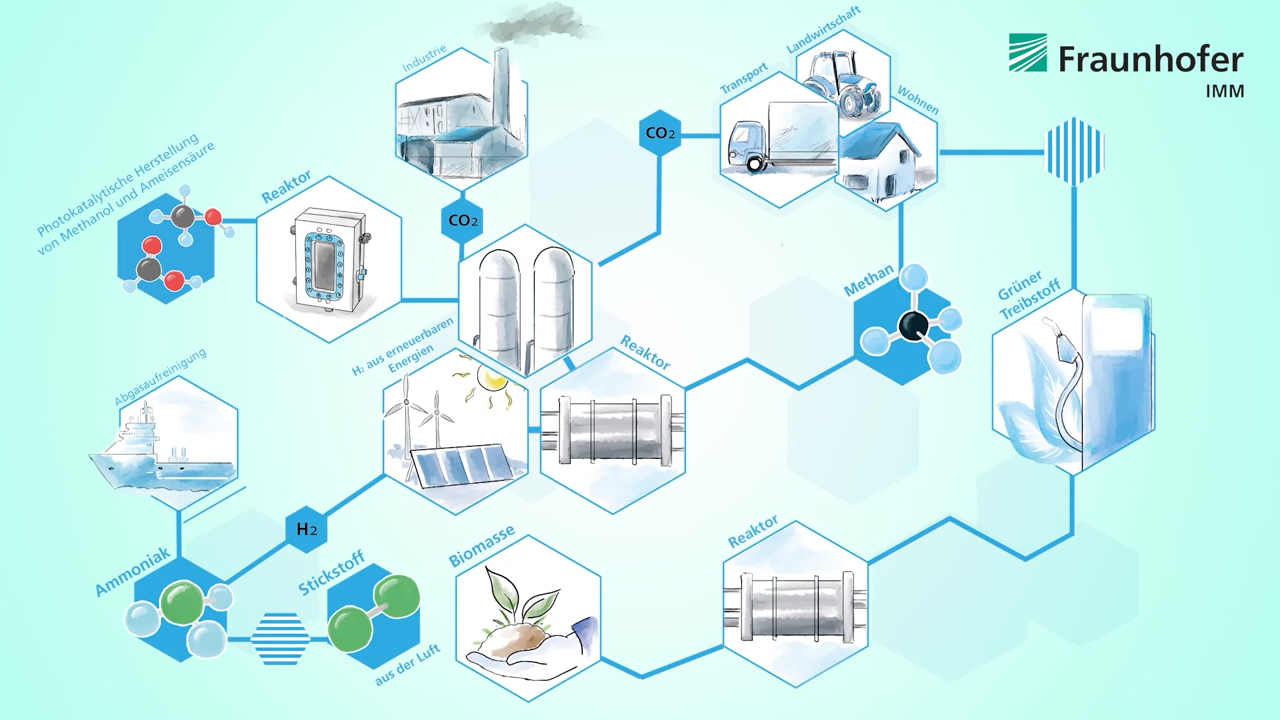 Fraunhofer
IMM
Landwirtschaft
Transport
Wohnen
Industrie
CO2
CO2
Photokatalytische Herstellung
von Methanol und Ameisensäure
Reaktor
Methan
Grüner
Treibstoff
H2 aus erneuerbaren
Energien
Reaktor
Abgasaufreinigung
H2
Ammoniak
Stickstoff
aus der Luft
Biomasse
Reaktor